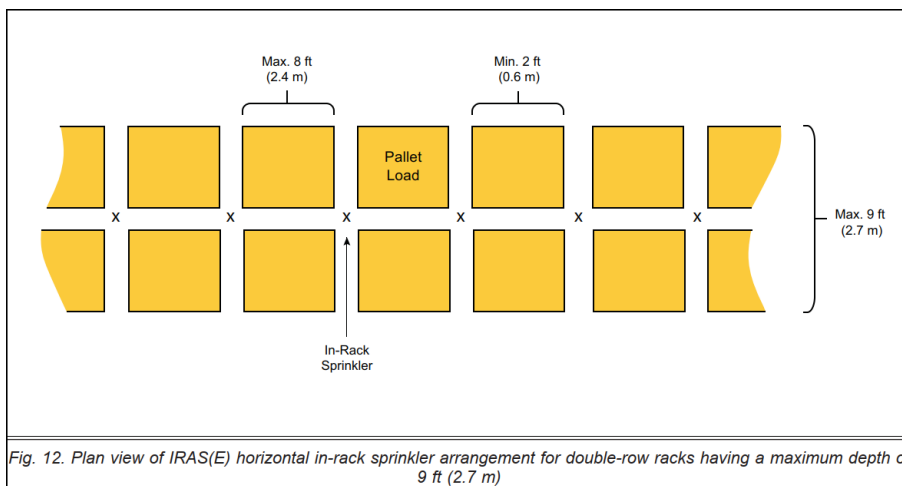 Max. 8 ft
(2.4 m)
Min. 2 ft
(0.6 m)
Pallet
Load
Max. 9 ft
(2.7 m)
x x x x x x
In-Rack
Sprinkler
Fig. 12. Plan view of IRAS(E) horizontal in-rack sprinkler arrangement for double-row racks having a maximum depth
9 ft (2.7 m)